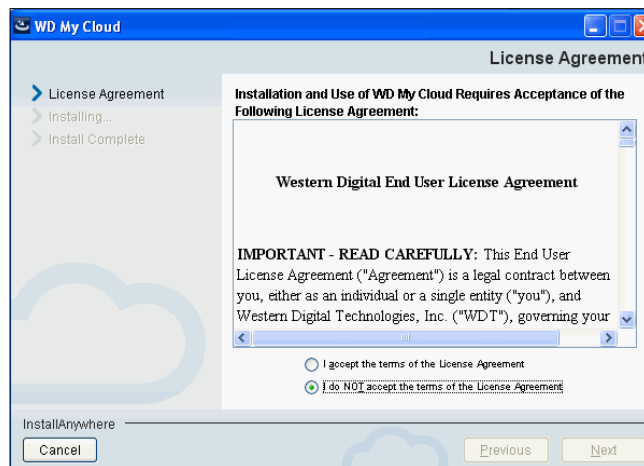 WD My Cloud
License Agreement
License Agreement
Installing...
Install Complete
Installation and Use of WD My Cloud Requires Acceptance of the
Following License Agreement:
Western Digital End User License Agreement
IMPORTANT - READ CAREFULLY: This End User
License Agreement ("Agreement") is a legal contract between
you, either as an individual or a single entity ("you"), and
Western Digital Technologies, Inc. ("WDT"), governing your
I accept the terms of the License Agreement
I do NOT accept the terms of the License Agreement
InstallAnywhere
Cancel
Previous
Next